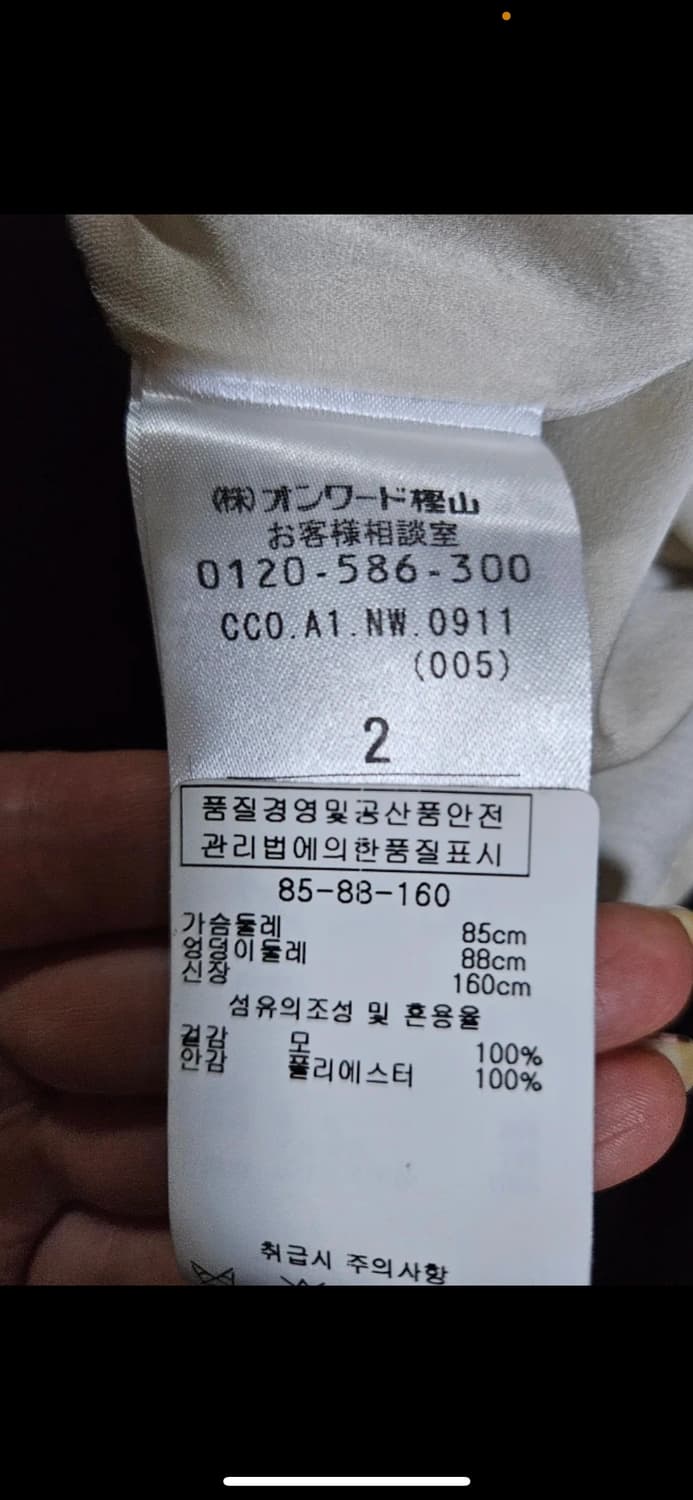 (株)オンワード樫山
お客様相談室
0120-586-300
CCO.A1.NW.0911
(005)
2
품질경영및공산품안전
관리법에의한품질표시
85-88-160
가슴둘레 85cm
엉덩이둘레 88cm
신장 160cm
섬유의조성 및 혼용율
겉감 모 100%
안감 폴리에스터 100%
취급시 주의사항